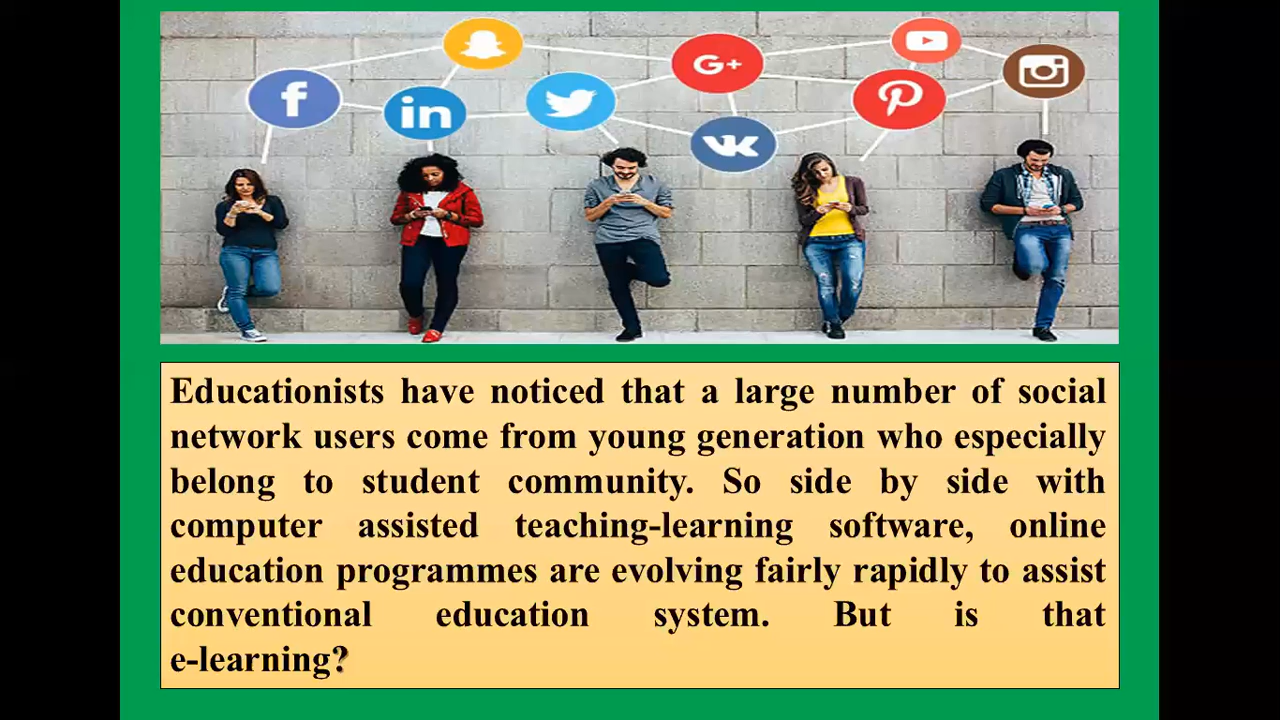 f
in
G+
VK
Educationists have noticed that a large number of social
network users come from young generation who especially
belong to student community. So side by side with
computer assisted teaching-learning software, online
education programmes are evolving fairly rapidly to assist
conventional education system. But is that
e-learning?